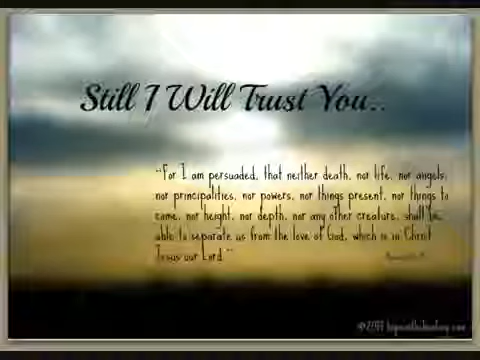 Still I Will Trust You..
"For I am persuaded, that neither death, nor life, nor angels,
nor principalities, nor powers, nor things present, nor things to
come, nor height, nor depth, nor any other creature, shall be
able to separate us from the love of God, which is in Christ
Jesus our Lord."